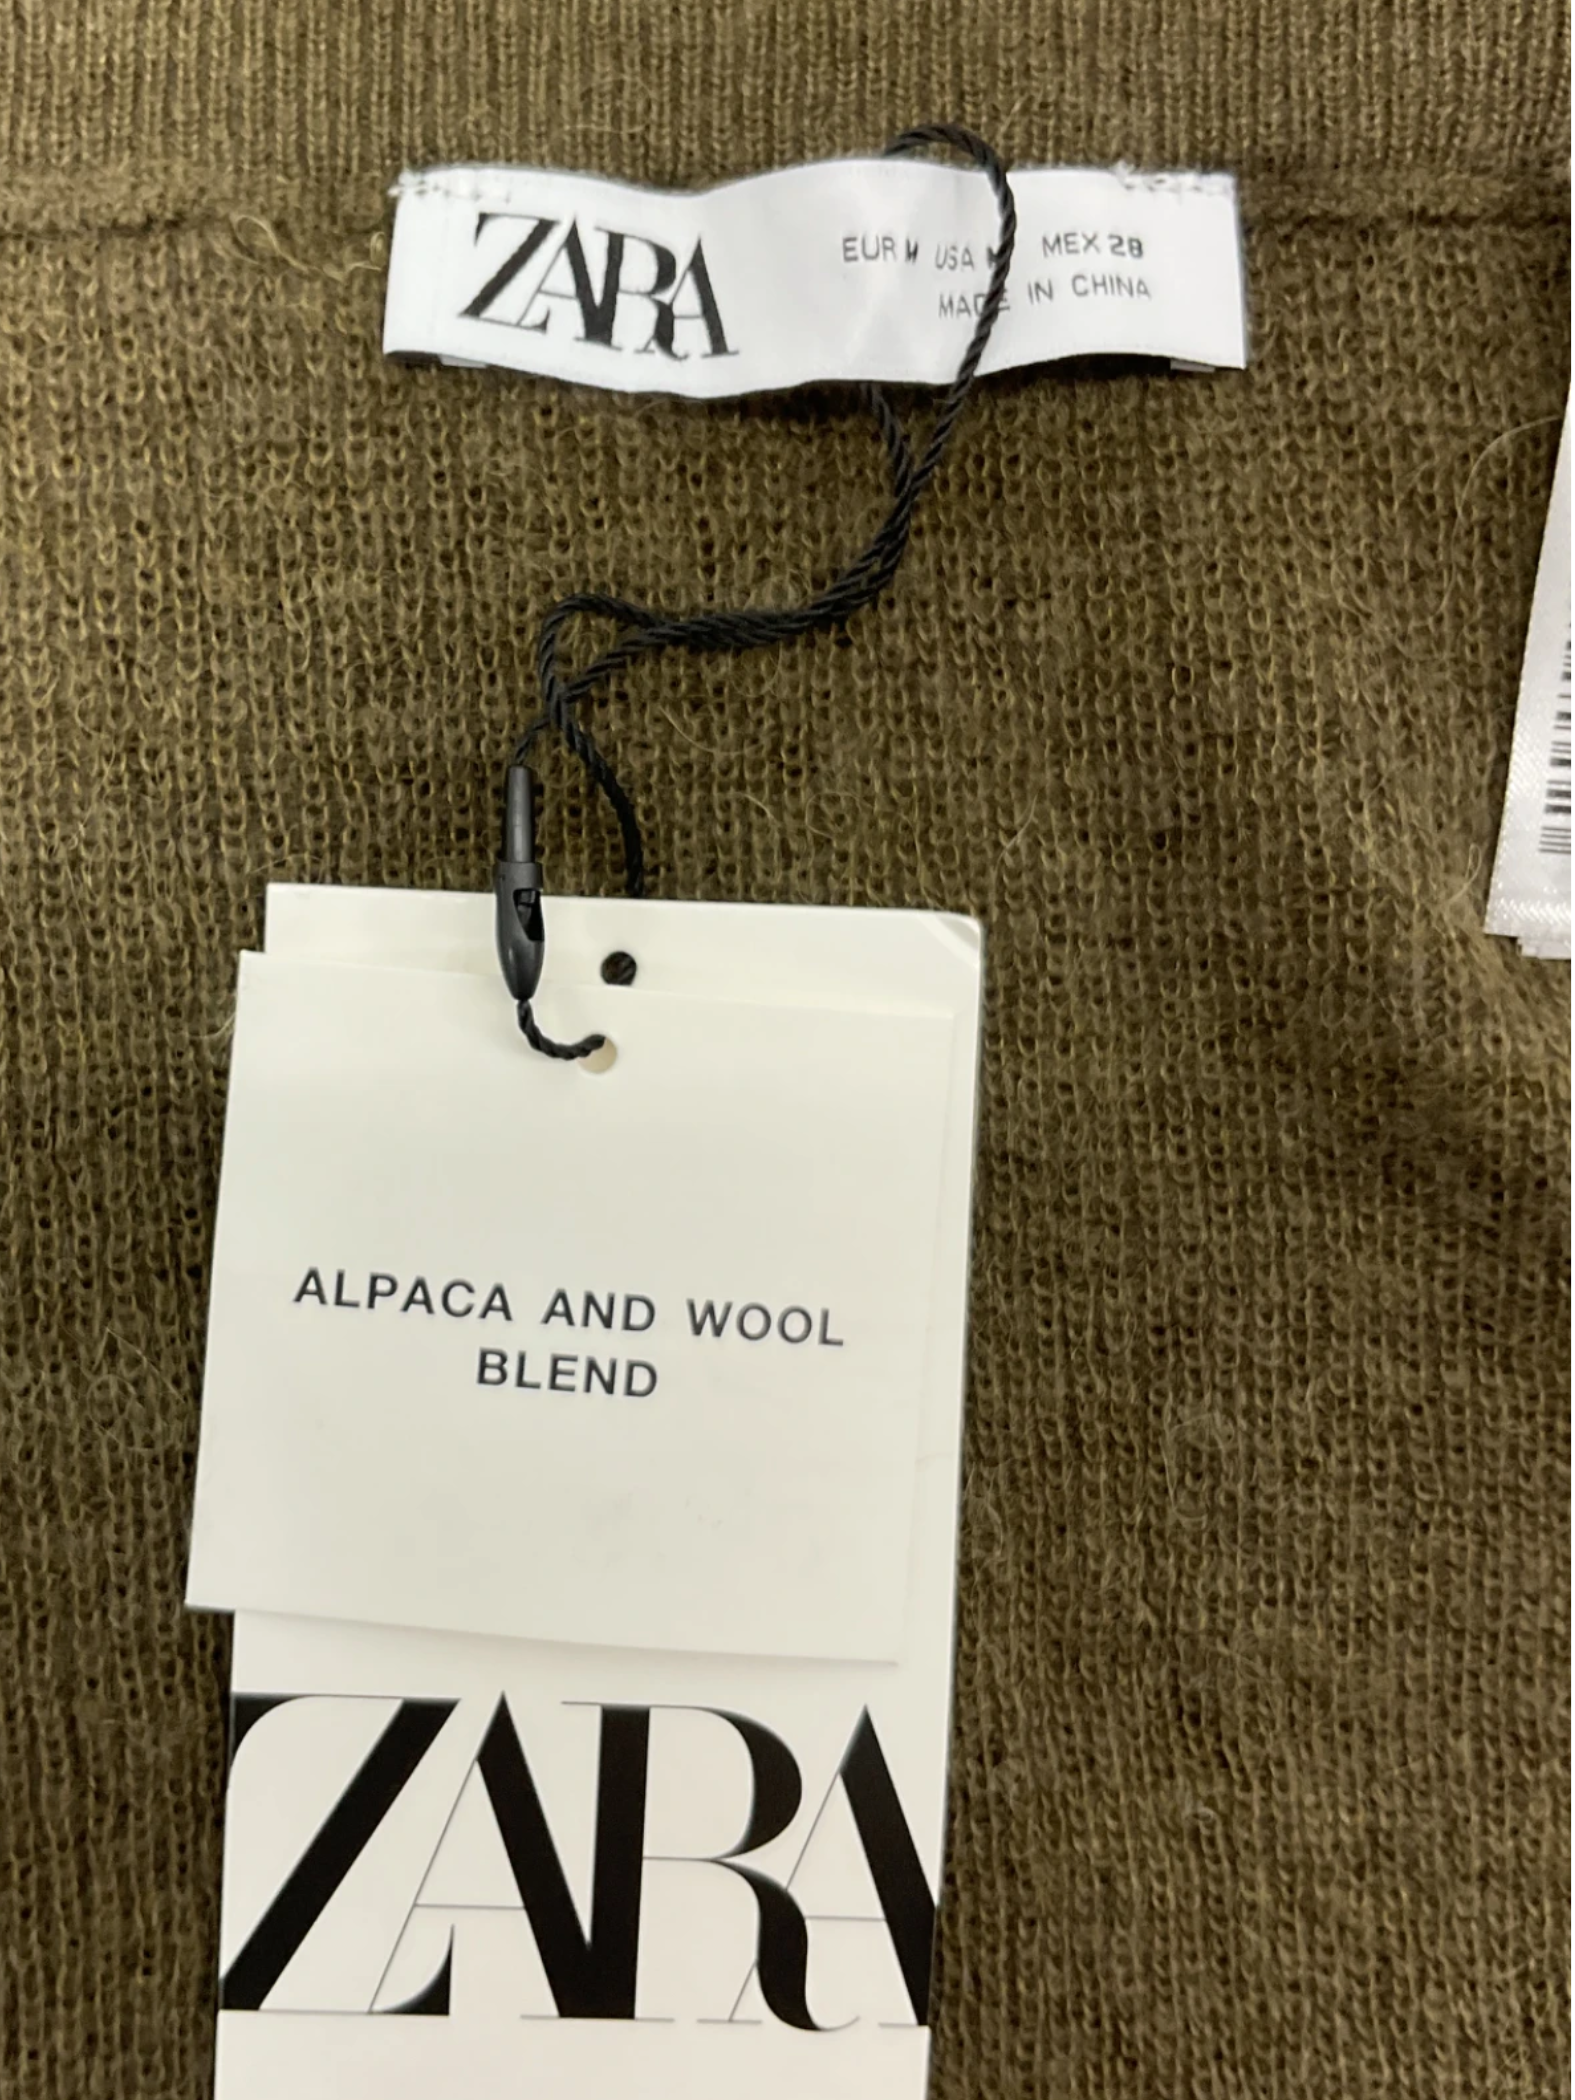 ZARA
EUR M USA M MEX 28
MADE IN CHINA
ALPACA AND WOOL
BLEND
ZARA